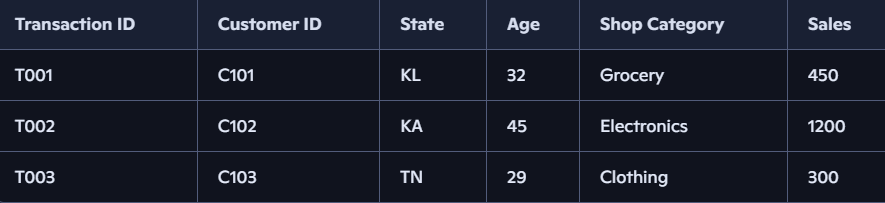 Transaction ID Customer ID State Age Shop Category Sales
T001 C101 KL 32 Grocery 450
T002 C102 KA 45 Electronics 1200
T003 C103 TN 29 Clothing 300